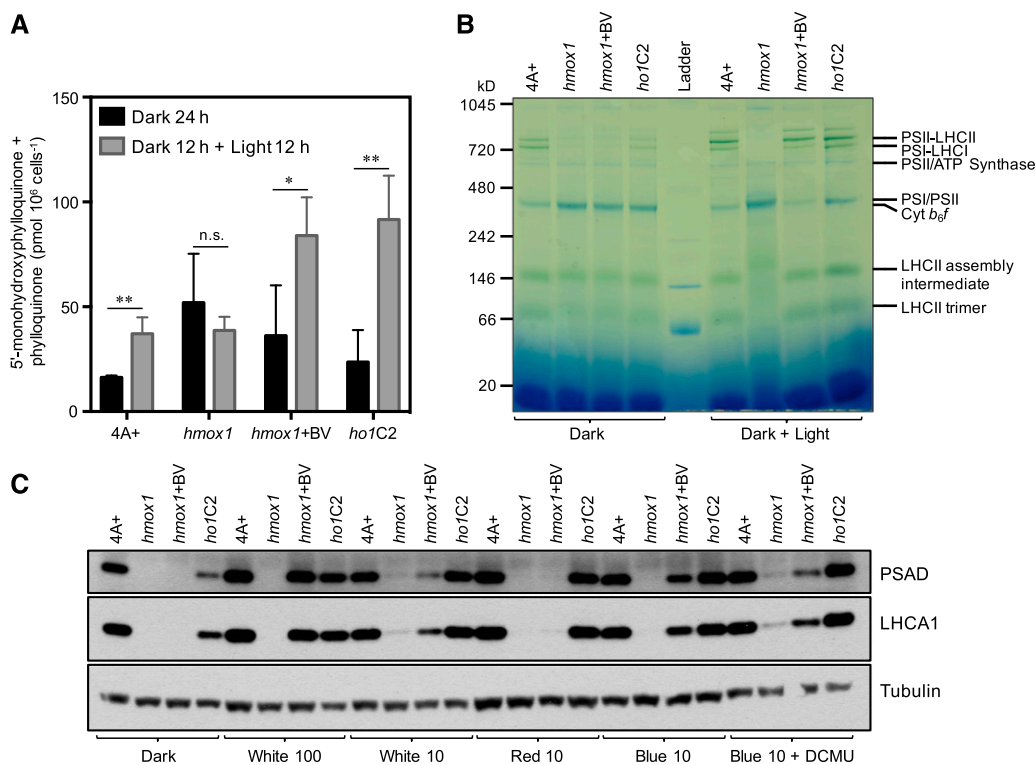 A
5'-monohydroxyphylloquinone +
phylloquinone (pmol 10⁶ cells⁻¹)
150
100
50
0
Dark 24 h
Dark 12 h + Light 12 h
**
n.s.
*
**
4A+
hmox1
hmox1+BV
ho1C2
B
kD
4A+
hmox1
hmox1+BV
ho1C2
Ladder
4A+
hmox1
hmox1+BV
ho1C2
1045
720
480
242
146
66
20
PSII-LHCII
PSI-LHCI
PSII/ATP Synthase
PSI/PSII
Cyt b₆f
LHCII assembly
intermediate
LHCII trimer
Dark
Dark + Light
C
4A+
hmox1
hmox1+BV
ho1C2
4A+
hmox1
hmox1+BV
ho1C2
4A+
hmox1
hmox1+BV
ho1C2
4A+
hmox1
hmox1+BV
ho1C2
4A+
hmox1
hmox1+BV
ho1C2
4A+
hmox1
hmox1+BV
ho1C2
PSAD
LHCA1
Tubulin
Dark
White 100
White 10
Red 10
Blue 10
Blue 10 + DCMU